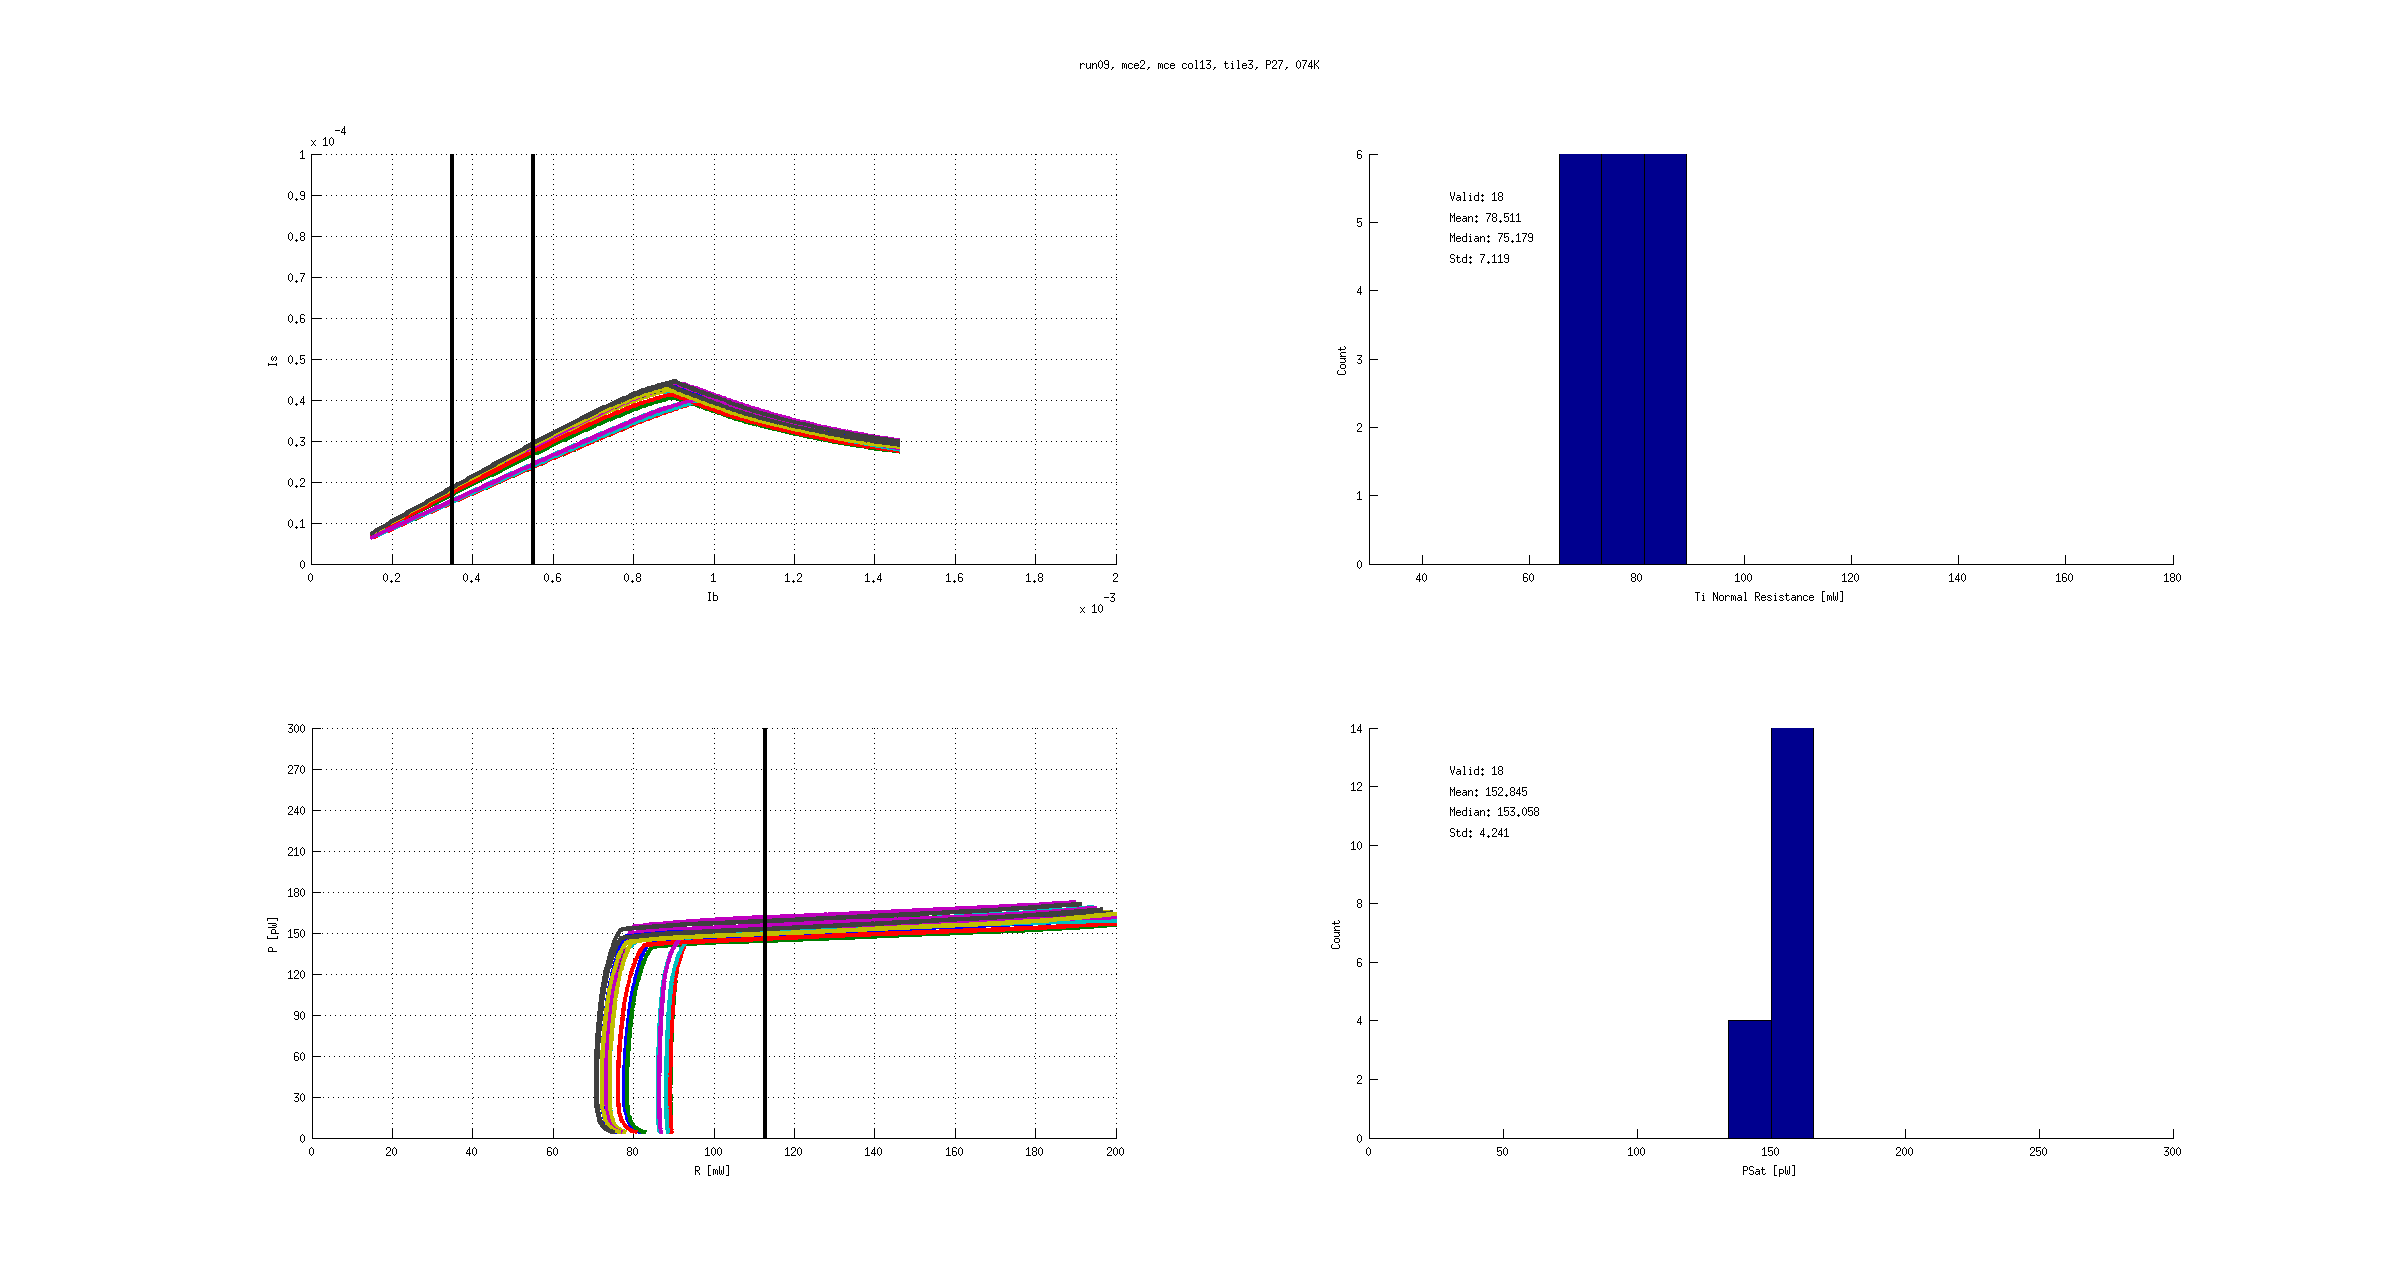 run09, mce2, mce col13, tile3, P27, 074K
x 10^-4
1
0.9
0.8
0.7
0.6
0.5
0.4
0.3
0.2
0.1
0
Is
0 0.2 0.4 0.6 0.8 1 1.2 1.4 1.6 1.8 2
Ib
x 10^-3
6
5
4
3
2
1
0
Count
Valid: 18
Mean: 78.511
Median: 75.179
Std: 7.119
40 60 80 100 120 140 160 180
Ti Normal Resistance [mW]
300
270
240
210
180
150
120
90
60
30
0
P [pW]
0 20 40 60 80 100 120 140 160 180 200
R [mW]
14
12
10
8
6
4
2
0
Count
Valid: 18
Mean: 152.845
Median: 153.058
Std: 4.241
0 50 100 150 200 250 300
PSat [pW]